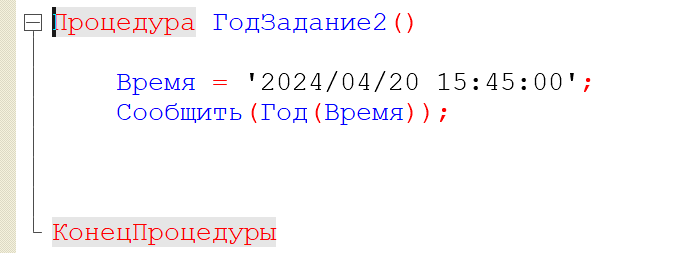 Процедура ГодЗадание2()
Время = '2024/04/20 15:45:00';
Сообщить(Год(Время));
КонецПроцедуры